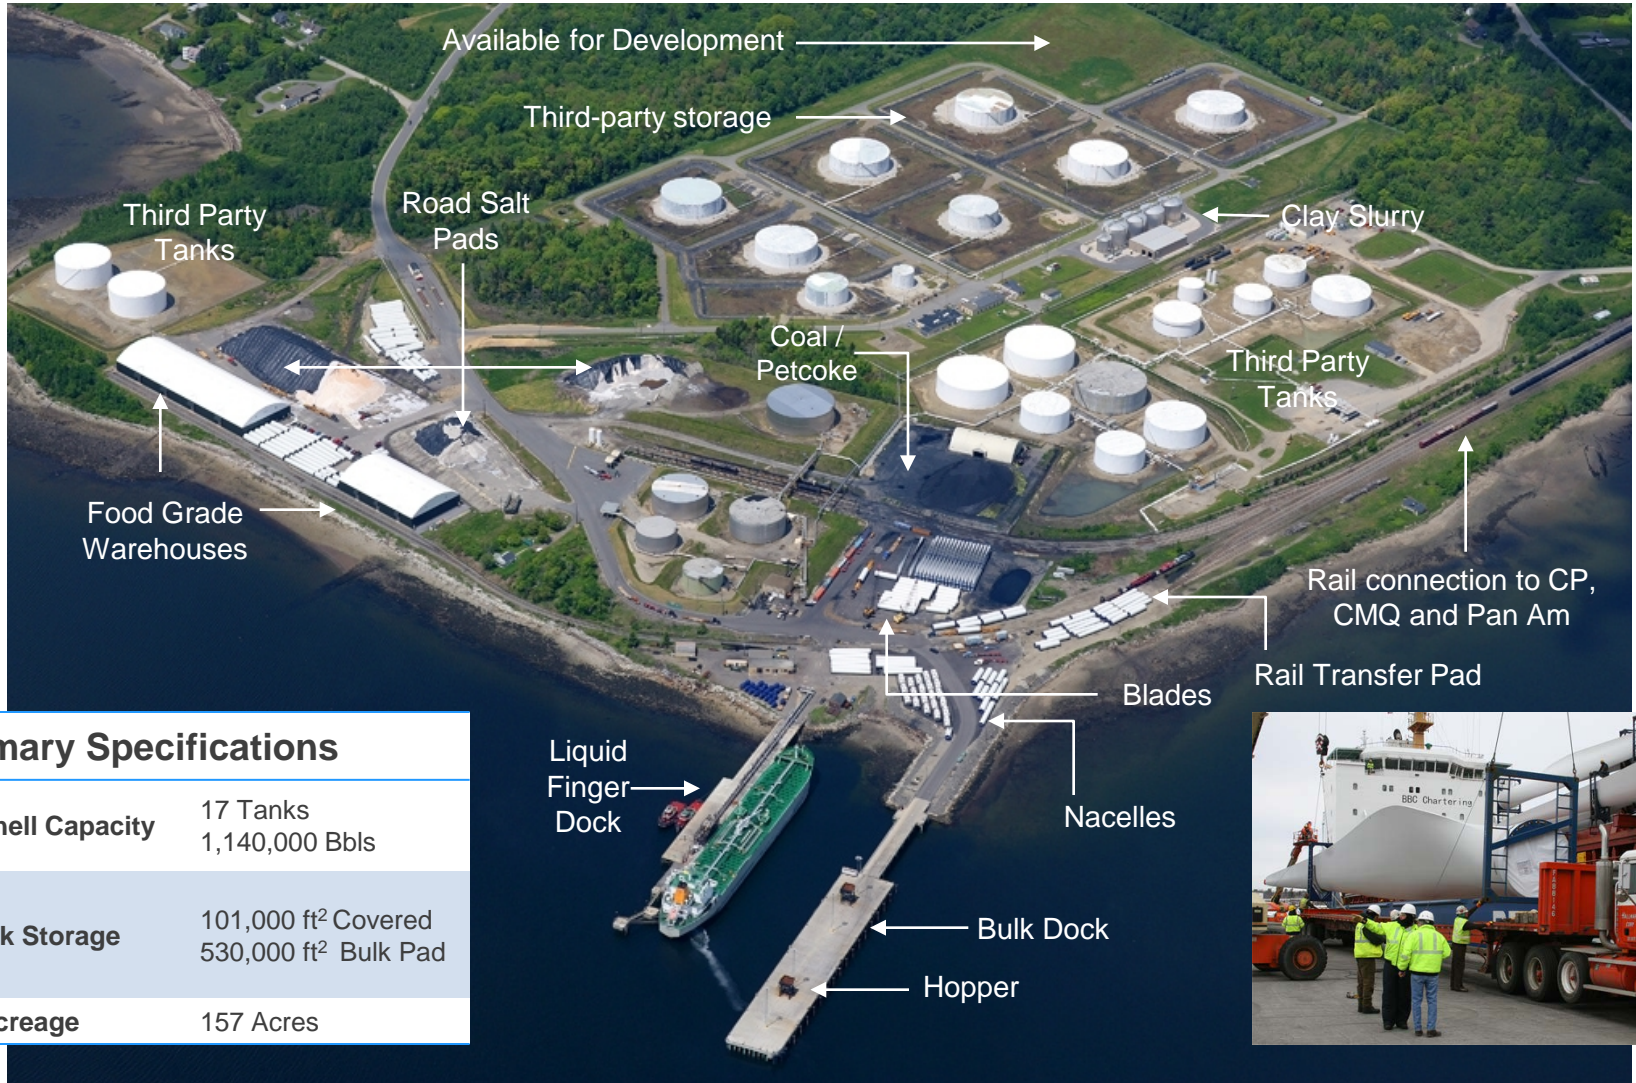 Available for Development
Third-party storage
Road Salt
Pads
Third Party
Tanks
Clay Slurry
Coal /
Petcoke
Third Party
Tanks
Food Grade
Warehouses
Rail connection to CP,
CMQ and Pan Am
Rail Transfer Pad
Blades
Nacelles
Liquid
Finger
Dock
Bulk Dock
Hopper
mary Specifications
hell Capacity
17 Tanks
1,140,000 Bbls
k Storage
101,000 ft² Covered
530,000 ft² Bulk Pad
creage
157 Acres
BBC Chartering